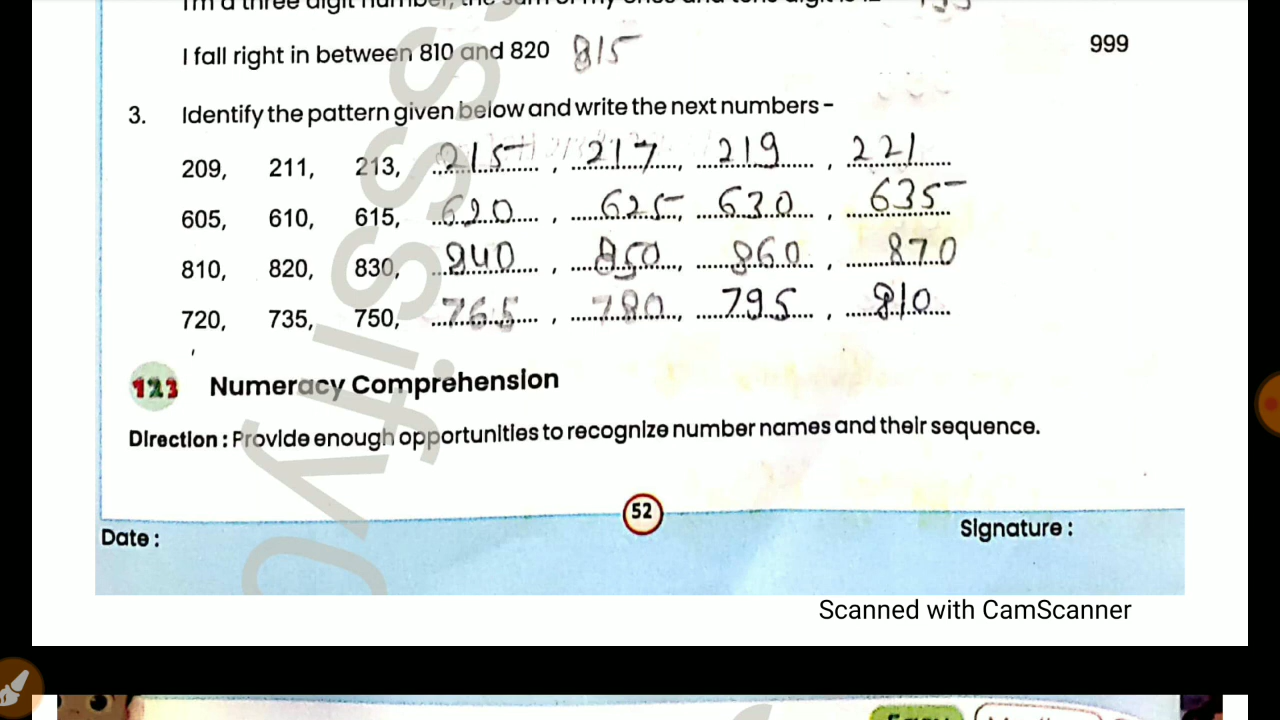 I fall right in between 810 and 820 815
999
3. Identify the pattern given below and write the next numbers -
209, 211, 213, 215, 217, 219, 221
605, 610, 615, 620, 625, 630, 635
810, 820, 830, 840, 850, 860, 870
720, 735, 750, 765, 780, 795, 810
123 Numeracy Comprehension
Direction : Provide enough opportunities to recognize number names and their sequence.
52
Date :
Signature :
Scanned with CamScanner